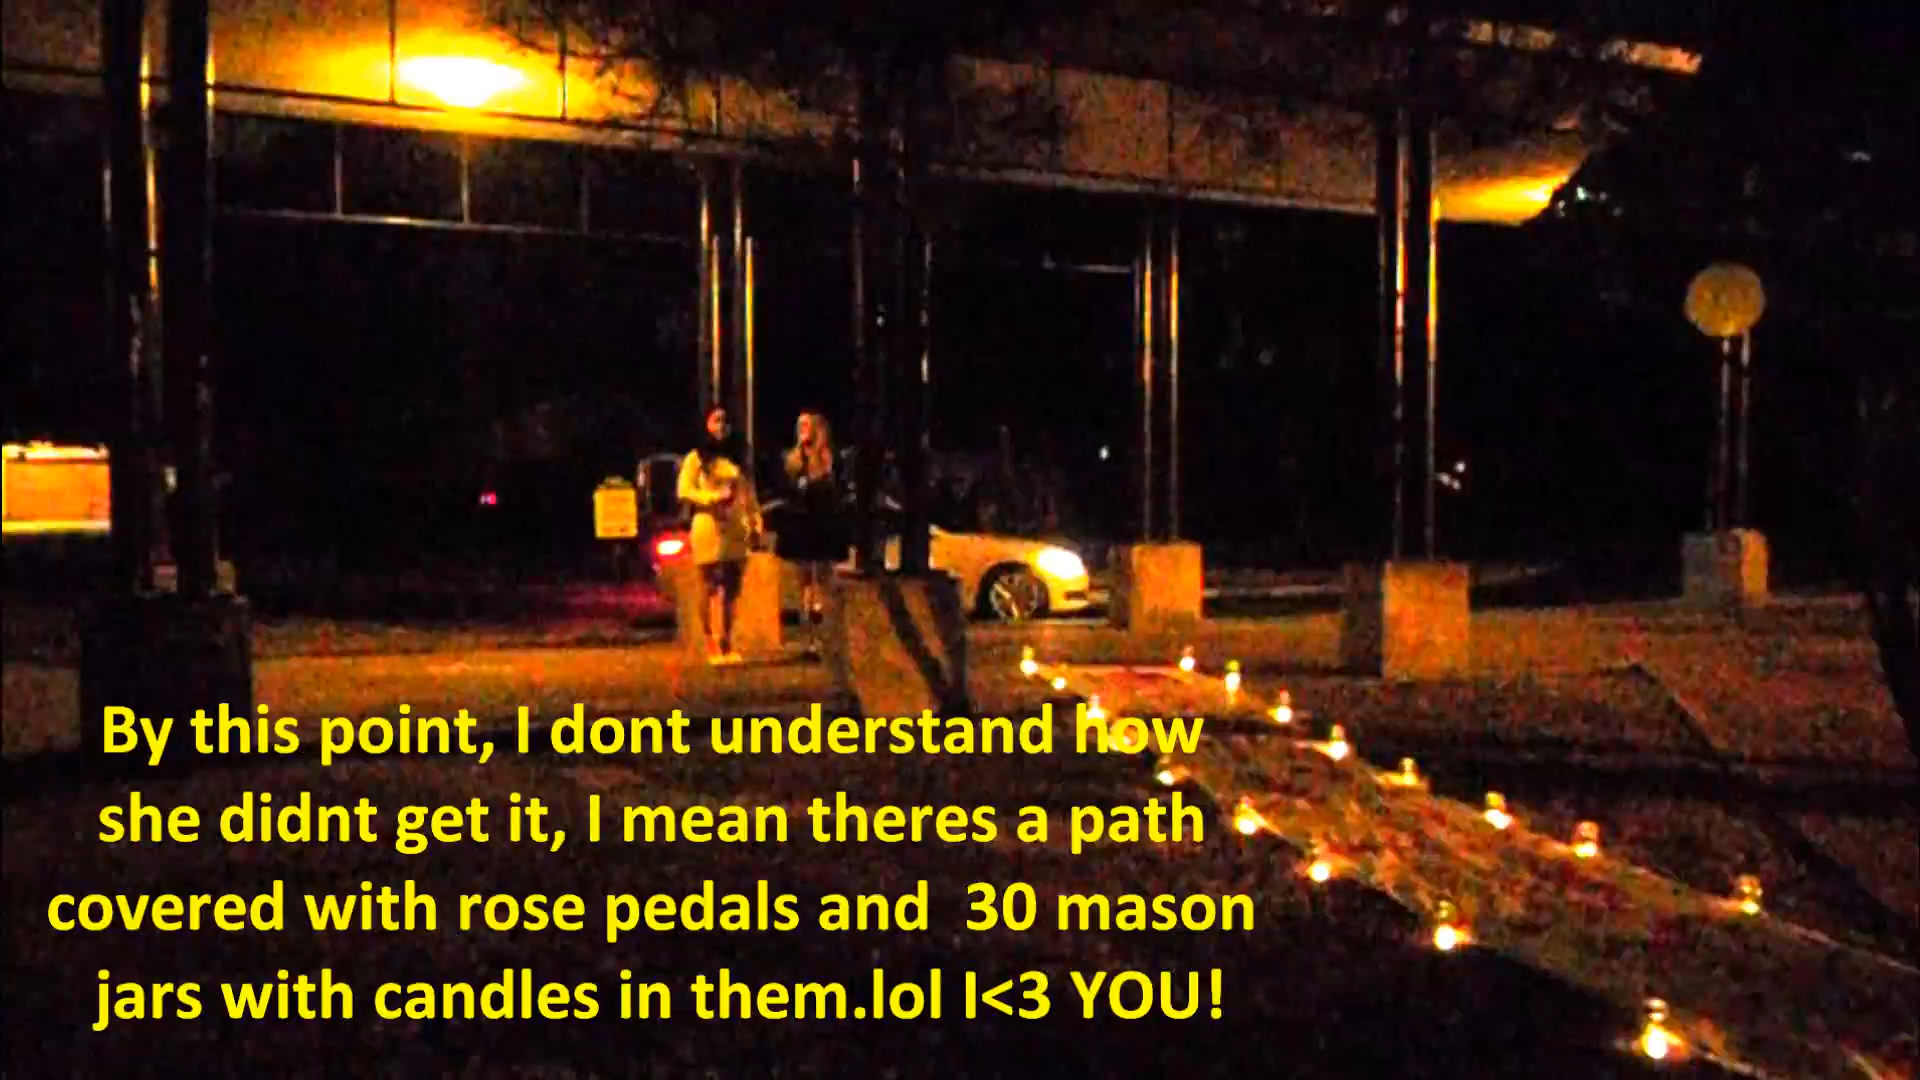 By this point, I dont understand how
she didnt get it, I mean theres a path
covered with rose pedals and  30 mason
jars with candles in them.lol I<3 YOU!